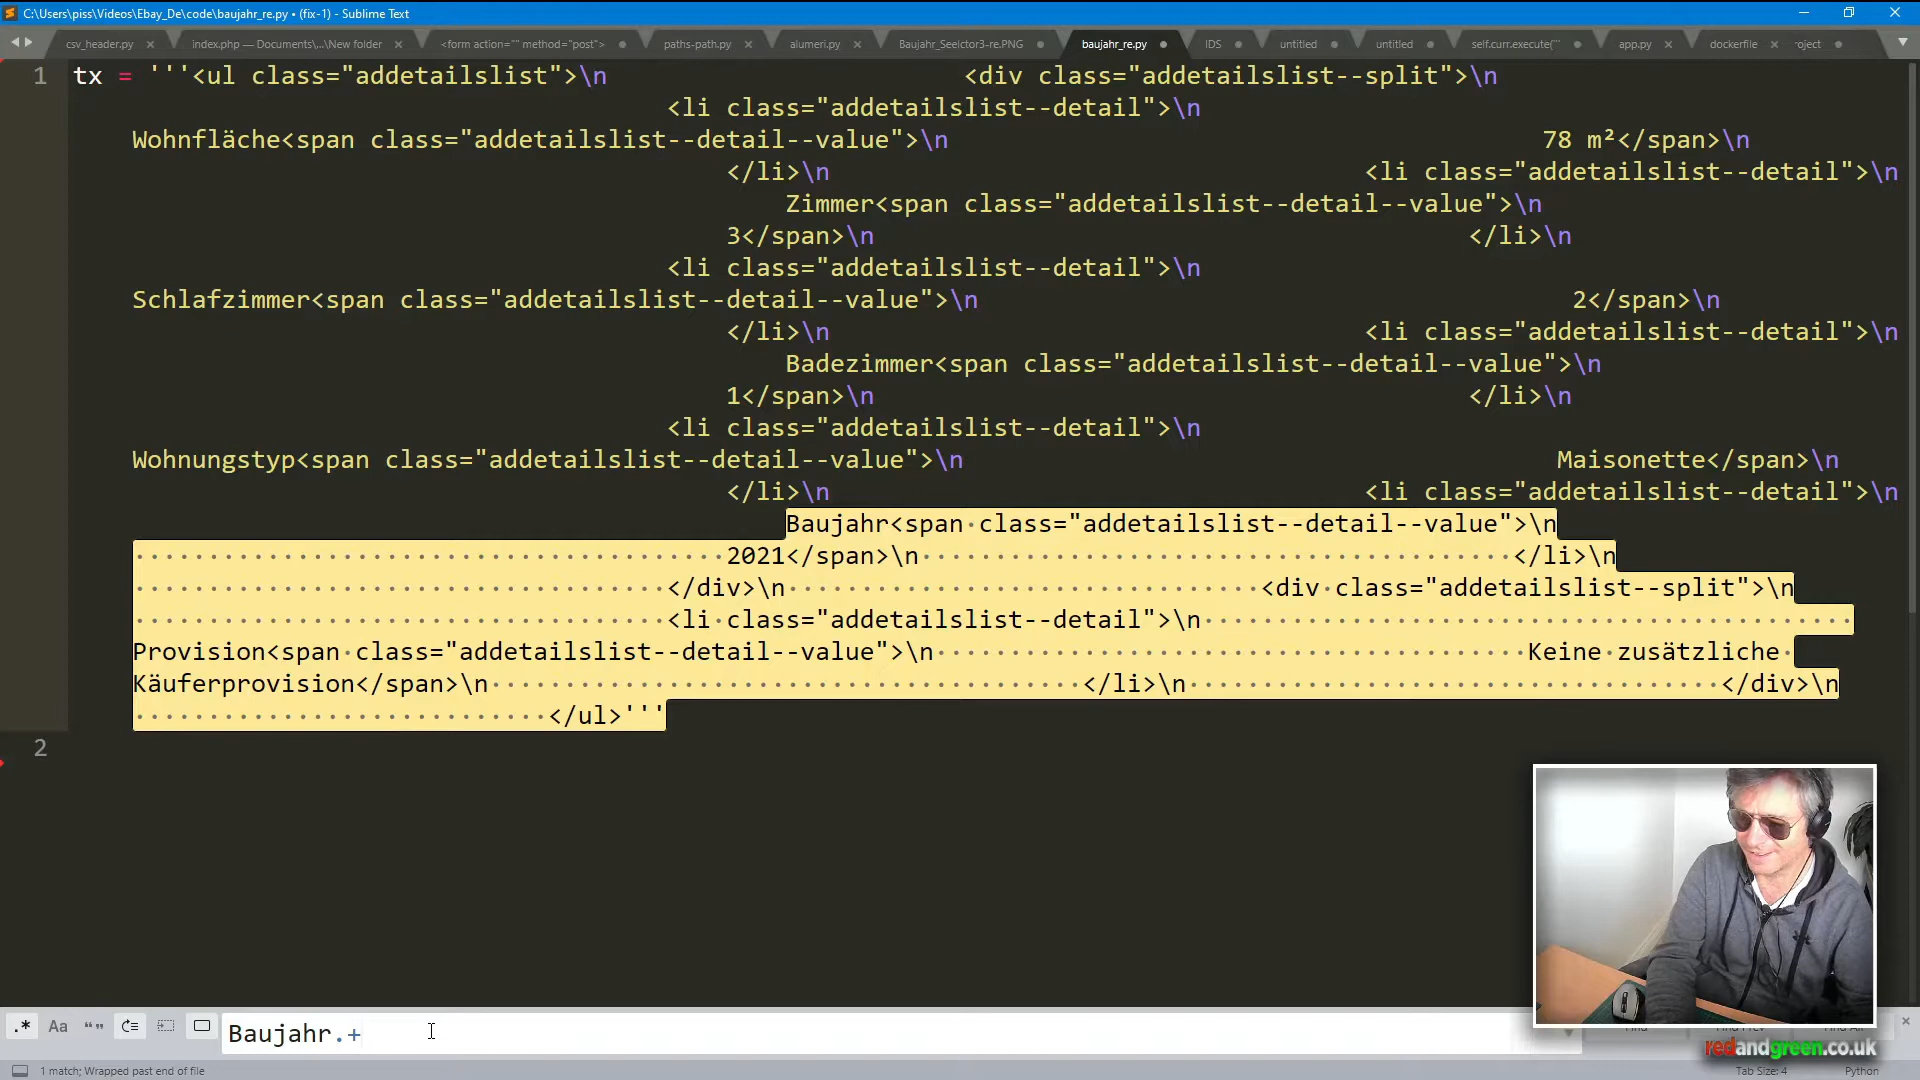 C:\Users\piss\Videos\Ebay_De\code\baujahr_re.py • (fix-1) - Sublime Text
csv_header.py index.php — Documents\...\New folder <form action="" method="post"> paths-path.py alumeri.py Baujahr_Seelctor3-re.PNG baujahr_re.py IDS untitled untitled self.curr.execute('" app.py dockerfile roject
1 tx = '''<ul class="addetailslist">\n <div class="addetailslist--split">\n
<li class="addetailslist--detail">\n
Wohnfläche<span class="addetailslist--detail--value">\n 78 m²</span>\n
</li>\n <li class="addetailslist--detail">\n
Zimmer<span class="addetailslist--detail--value">\n
3</span>\n </li>\n
<li class="addetailslist--detail">\n
Schlafzimmer<span class="addetailslist--detail--value">\n 2</span>\n
</li>\n <li class="addetailslist--detail">\n
Badezimmer<span class="addetailslist--detail--value">\n
1</span>\n </li>\n
<li class="addetailslist--detail">\n
Wohnungstyp<span class="addetailslist--detail--value">\n Maisonette</span>\n
</li>\n <li class="addetailslist--detail">\n
Baujahr<span class="addetailslist--detail--value">\n
2021</span>\n </li>\n
</div>\n <div class="addetailslist--split">\n
<li class="addetailslist--detail">\n
Provision<span class="addetailslist--detail--value">\n Keine zusätzliche
Käuferprovision</span>\n </li>\n </div>\n
</ul>'''
2
.* Aa “” Baujahr.+
redandgreen.co.uk
1 match; Wrapped past end of file Tab Size: 4 Python